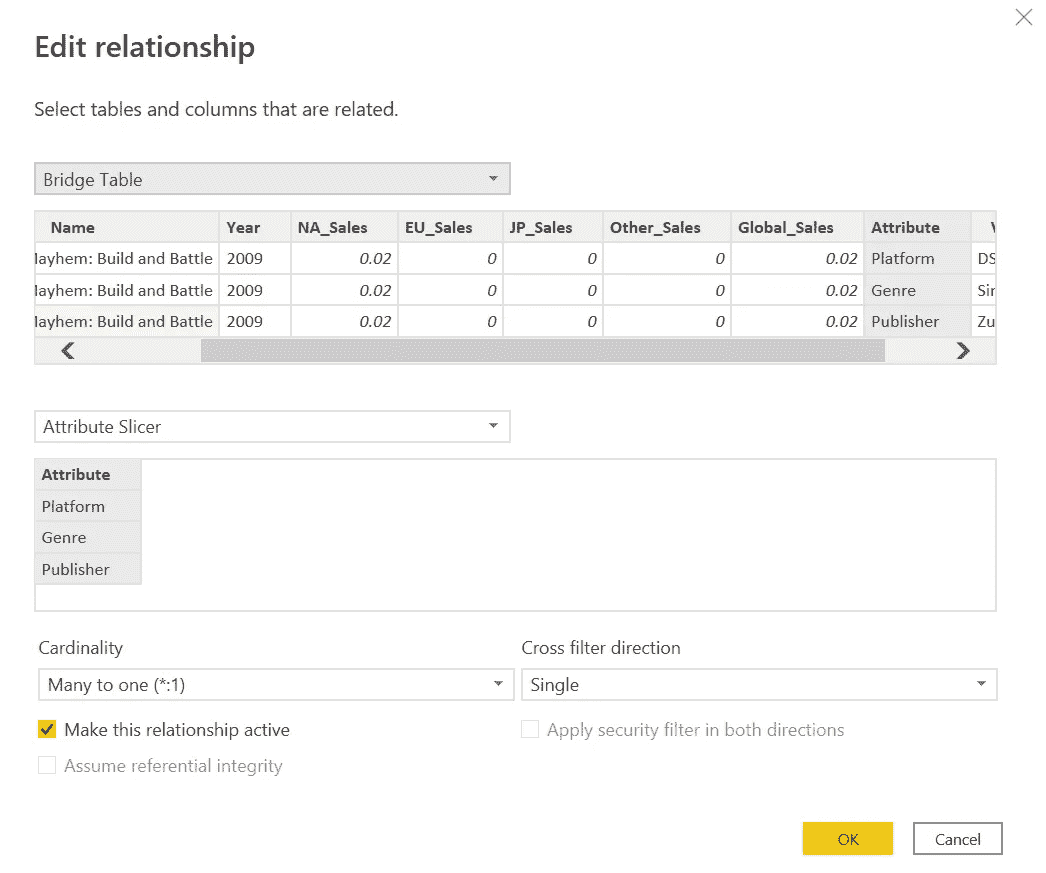 Edit relationship
Select tables and columns that are related.
Bridge Table
Name Year NA_Sales EU_Sales JP_Sales Other_Sales Global_Sales Attribute
layhem: Build and Battle 2009 0.02 0 0 0 0.02 Platform DS
layhem: Build and Battle 2009 0.02 0 0 0 0.02 Genre Sir
layhem: Build and Battle 2009 0.02 0 0 0 0.02 Publisher Zu
Attribute Slicer
Attribute
Platform
Genre
Publisher
Cardinality Cross filter direction
Many to one (*:1) Single
Make this relationship active Apply security filter in both directions
Assume referential integrity
OK Cancel